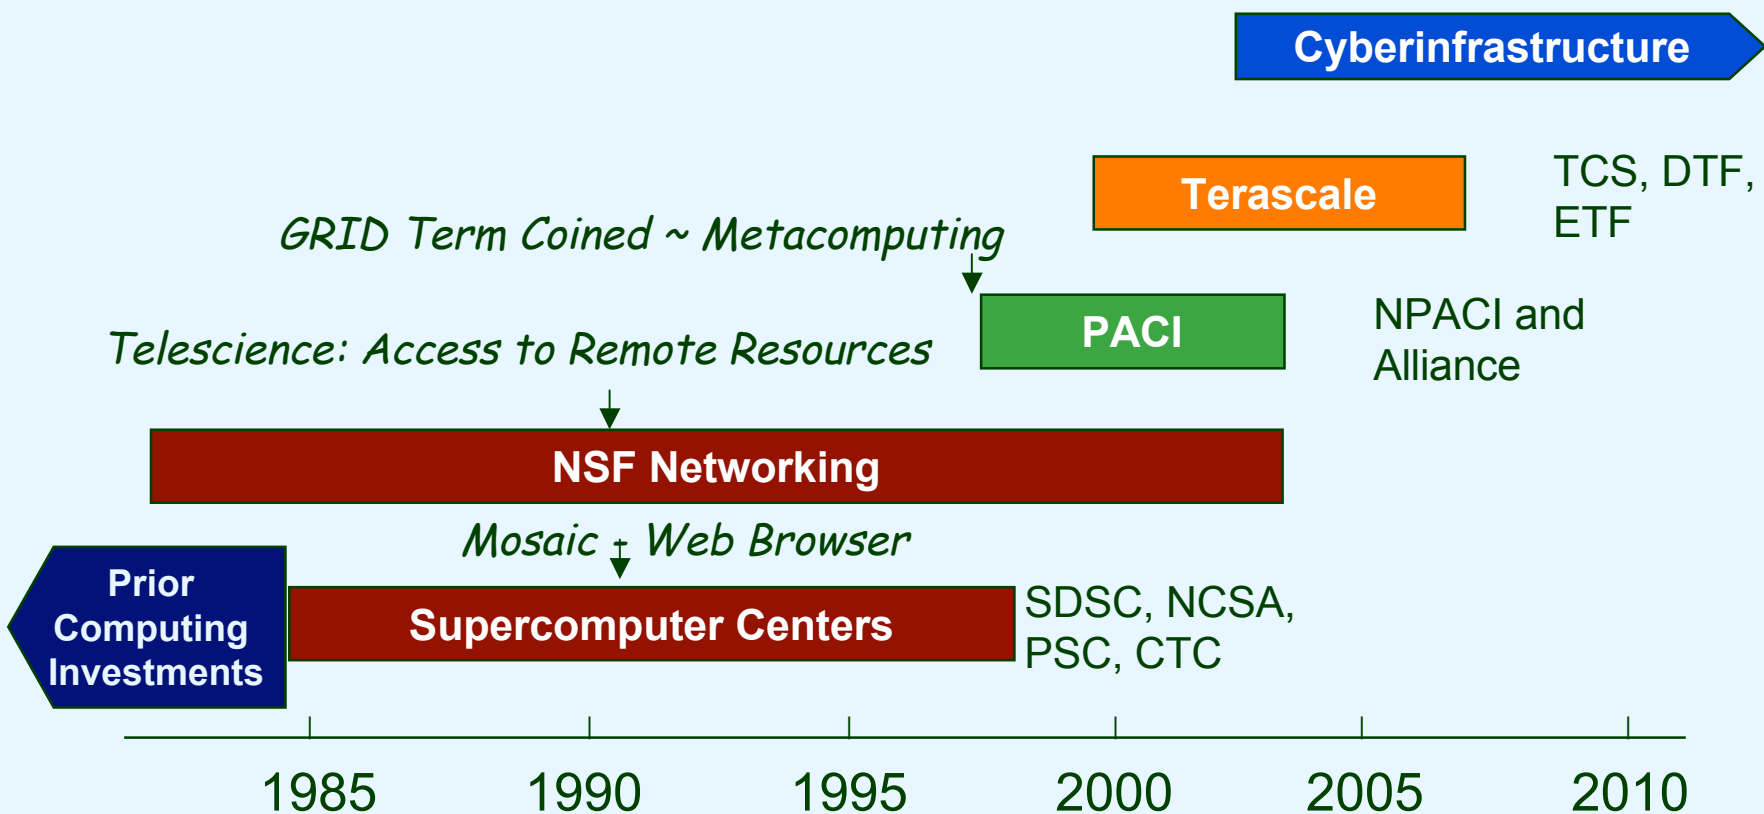 Cyberinfrastructure
Terascale
TCS, DTF,
ETF
GRID Term Coined ~ Metacomputing
PACI
NPACI and
Alliance
Telescience: Access to Remote Resources
NSF Networking
Mosaic - Web Browser
Prior
Computing
Investments
Supercomputer Centers
SDSC, NCSA,
PSC, CTC
1985 1990 1995 2000 2005 2010